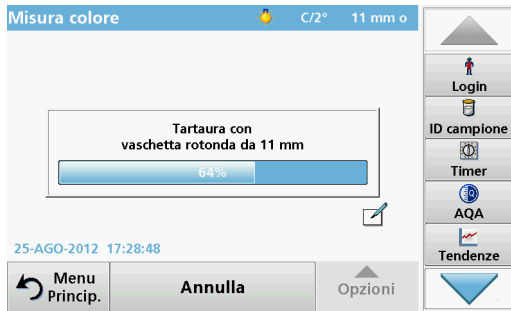 Misura colore C/2° 11 mm o
Login
ID campione
Timer
AQA
Tendenze
Tartaura con
vaschetta rotonda da 11 mm
64%
25-AGO-2012 17:28:48
Menu
Princip.
Annulla
Opzioni